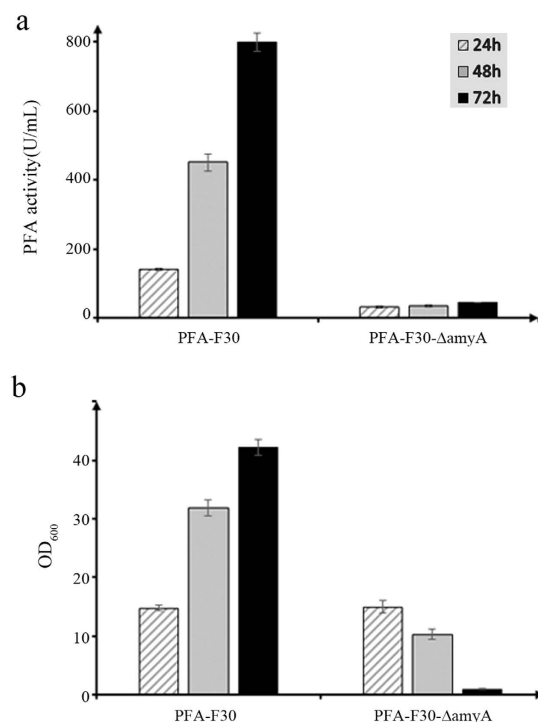 a
800
600
400
200
0
PFA activity(U/mL)
24h
48h
72h
PFA-F30
PFA-F30-ΔamyA
b
40
30
20
10
0
OD600
PFA-F30
PFA-F30-ΔamyA